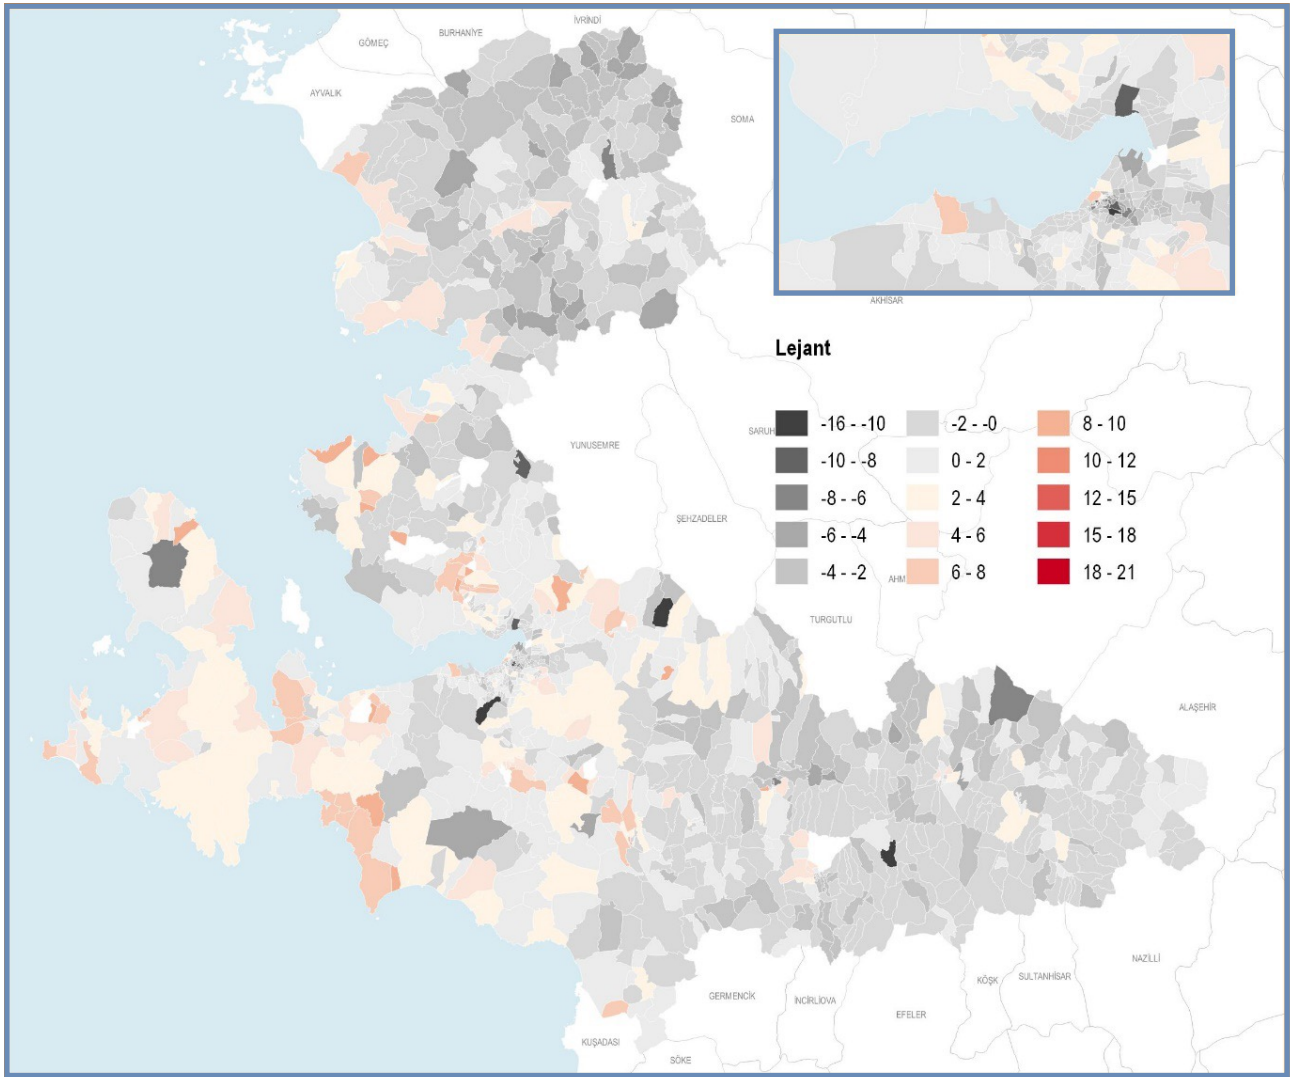 İVRİNDİ
BURHANİYE
GÖMEÇ
AYVALIK
SOMA
AKHİSAR
Lejant
SARUH
-16 - -10
-2 - -0
8 - 10
-10 - -8
0 - 2
10 - 12
-8 - -6
2 - 4
12 - 15
-6 - -4
4 - 6
15 - 18
-4 - -2
6 - 8
18 - 21
YUNUSEMRE
ŞEHZADELER
AHM
TURGUTLU
ALAŞEHİR
NAZİLLİ
KÖŞK
SULTANHİSAR
GERMENCİK
İNCİRLİOVA
EFELER
KUŞADASI
SÖKE